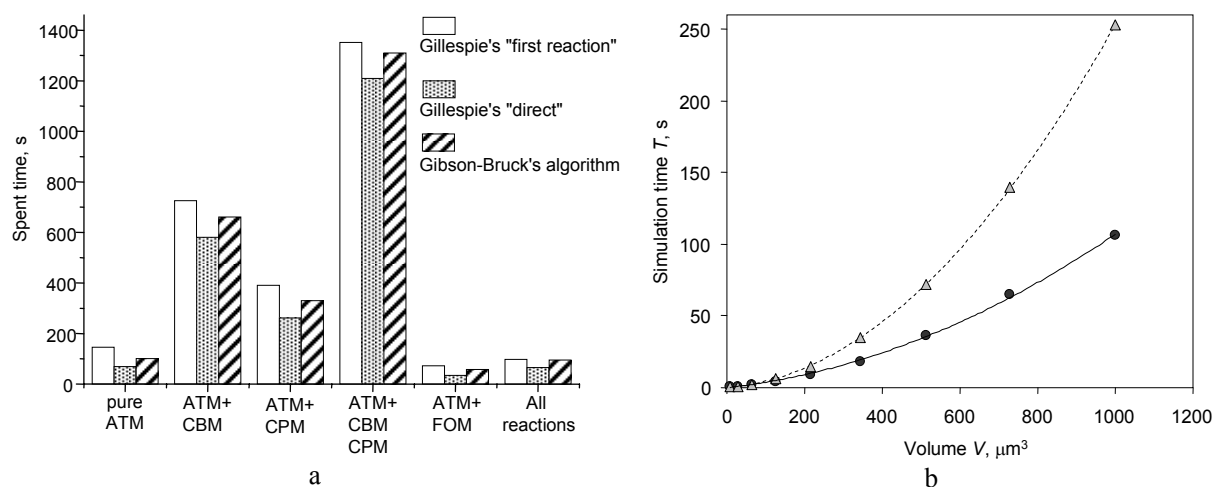 1400
1200
1000
800
600
400
200
0
Spent time, s
Gillespie's "first reaction"
Gillespie's "direct"
Gibson-Bruck's algorithm
pure
ATM
ATM+
CBM
ATM+
CPM
ATM+
CBM
CPM
ATM+
FOM
All
reactions
a
250
200
150
100
50
0
Simulation time T, s
0
200
400
600
800
1000
1200
Volume V, μm³
b